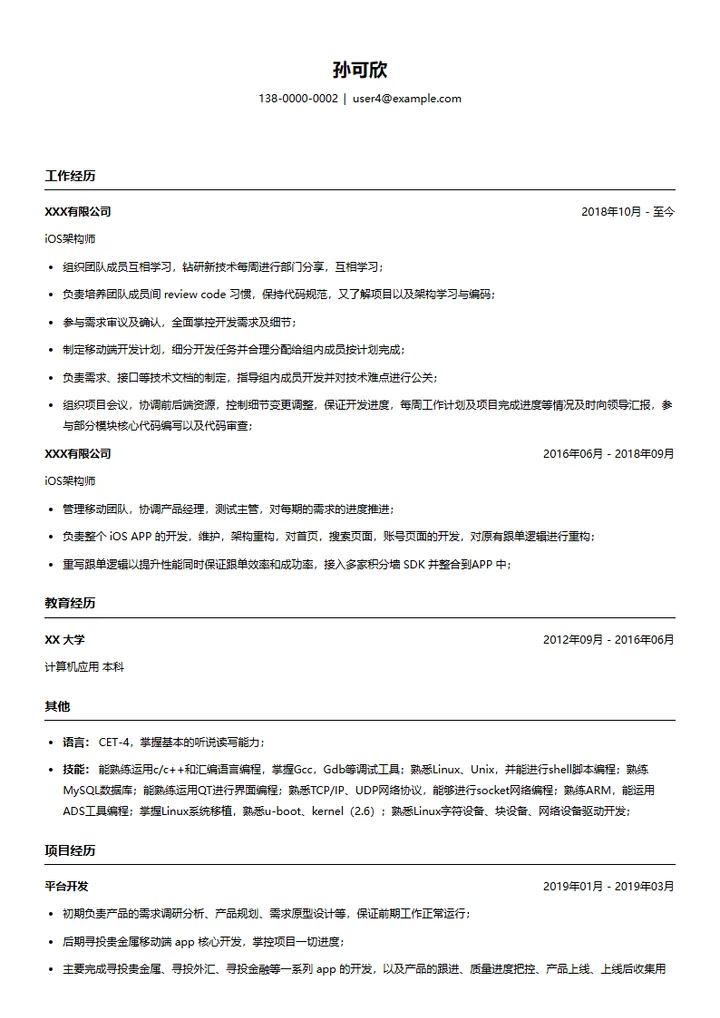 孙可欣
138-0000-0002 | user4@example.com
工作经历
XXX有限公司 2018年10月 - 至今
iOS架构师
• 组织团队成员互相学习，钻研新技术每周进行部门分享，互相学习；
• 负责培养团队成员间 review code 习惯，保持代码规范，又了解项目以及架构学习与编码；
• 参与需求审议及确认，全面掌控开发需求及细节；
• 制定移动端开发计划，细分开发任务并合理分配给组内成员按计划完成；
• 负责需求、接口等技术文档的制定，指导组内成员开发并对技术难点进行公关；
• 组织项目会议，协调前后端资源，控制细节变更调整，保证开发进度，每周工作计划及项目完成进度等情况及时向领导汇报，参
与部分模块核心代码编写以及代码审查；
XXX有限公司 2016年06月 - 2018年09月
iOS架构师
• 管理移动团队，协调产品经理，测试主管，对每期的需求的进度推进；
• 负责整个 iOS APP 的开发，维护，架构重构，对首页，搜索页面，账号页面的开发，对原有跟单逻辑进行重构；
• 重写跟单逻辑以提升性能同时保证跟单效率和成功率，接入多家积分墙 SDK 并整合到APP 中；
教育经历
XX 大学 2012年09月 - 2016年06月
计算机应用 本科
其他
• 语言： CET-4，掌握基本的听说读写能力；
• 技能： 能熟练运用c/c++和汇编语言编程，掌握Gcc，Gdb等调试工具；熟悉Linux、Unix，并能进行shell脚本编程；熟练
MySQL数据库；能熟练运用QT进行界面编程；熟悉TCP/IP、UDP网络协议，能够进行socket网络编程；熟练ARM，能运用
ADS工具编程；掌握Linux系统移植，熟悉u-boot、kernel（2.6）；熟悉Linux字符设备、块设备、网络设备驱动开发；
项目经历
平台开发 2019年01月 - 2019年03月
• 初期负责产品的需求调研分析、产品规划、需求原型设计等，保证前期工作正常运行；
• 后期寻投贵金属移动端 app 核心开发，掌控项目一切进度；
• 主要完成寻投贵金属、寻投外汇、寻投金融等一系列 app 的开发，以及产品的跟进、质量进度把控、产品上线、上线后收集用